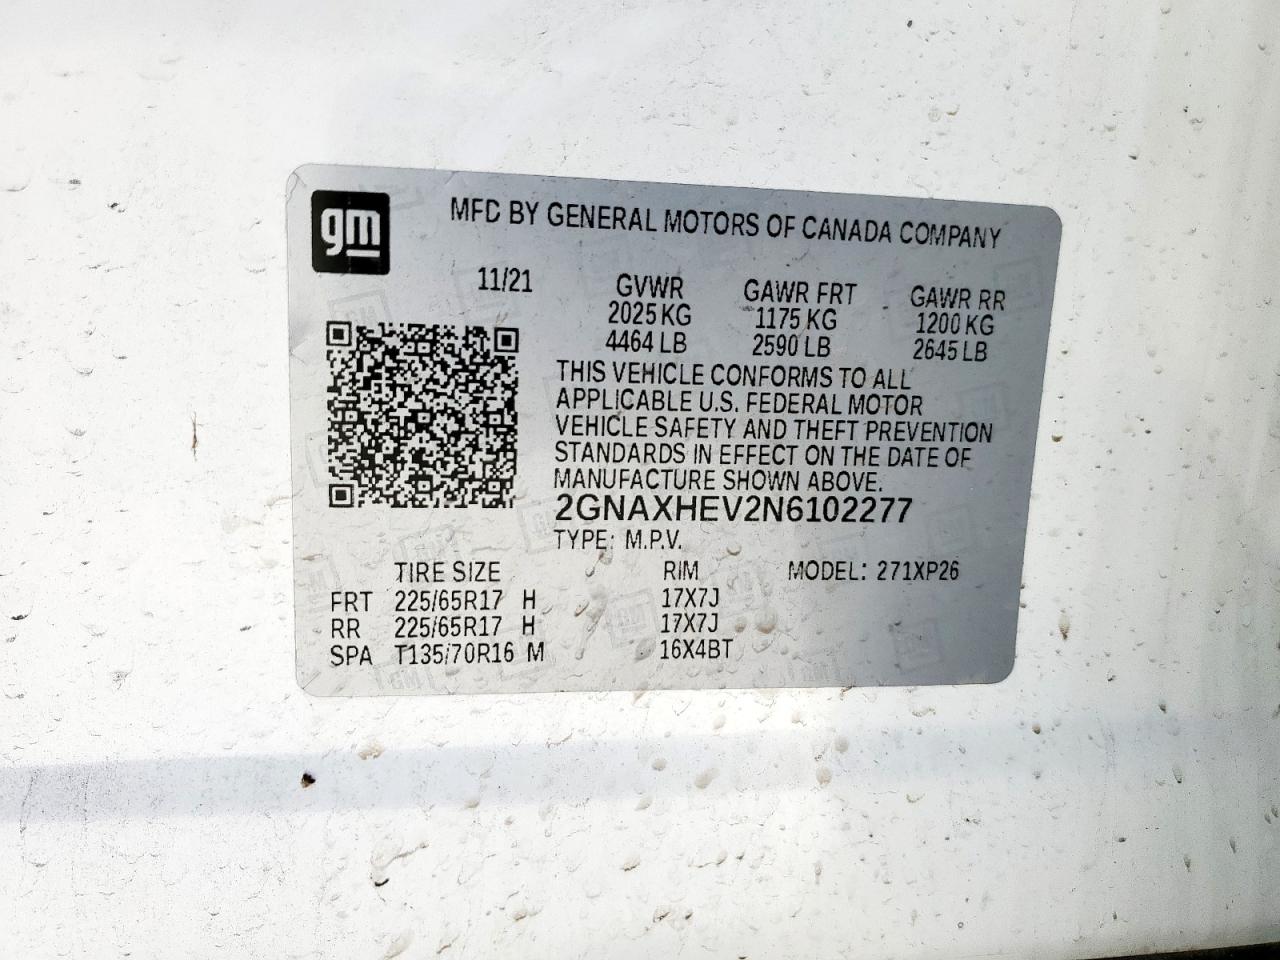 gm
MFD BY GENERAL MOTORS OF CANADA COMPANY
11/21 GVWR GAWR FRT GAWR RR
2025 KG 1175 KG 1200 KG
4464 LB 2590 LB 2645 LB
THIS VEHICLE CONFORMS TO ALL
APPLICABLE U.S. FEDERAL MOTOR
VEHICLE SAFETY AND THEFT PREVENTION
STANDARDS IN EFFECT ON THE DATE OF
MANUFACTURE SHOWN ABOVE.
2GNAXHEV2N6102277
TYPE: M.P.V.
TIRE SIZE RIM MODEL: 271XP26
FRT 225/65R17 H 17X7J
RR 225/65R17 H 17X7J
SPA T135/70R16 M 16X4BT